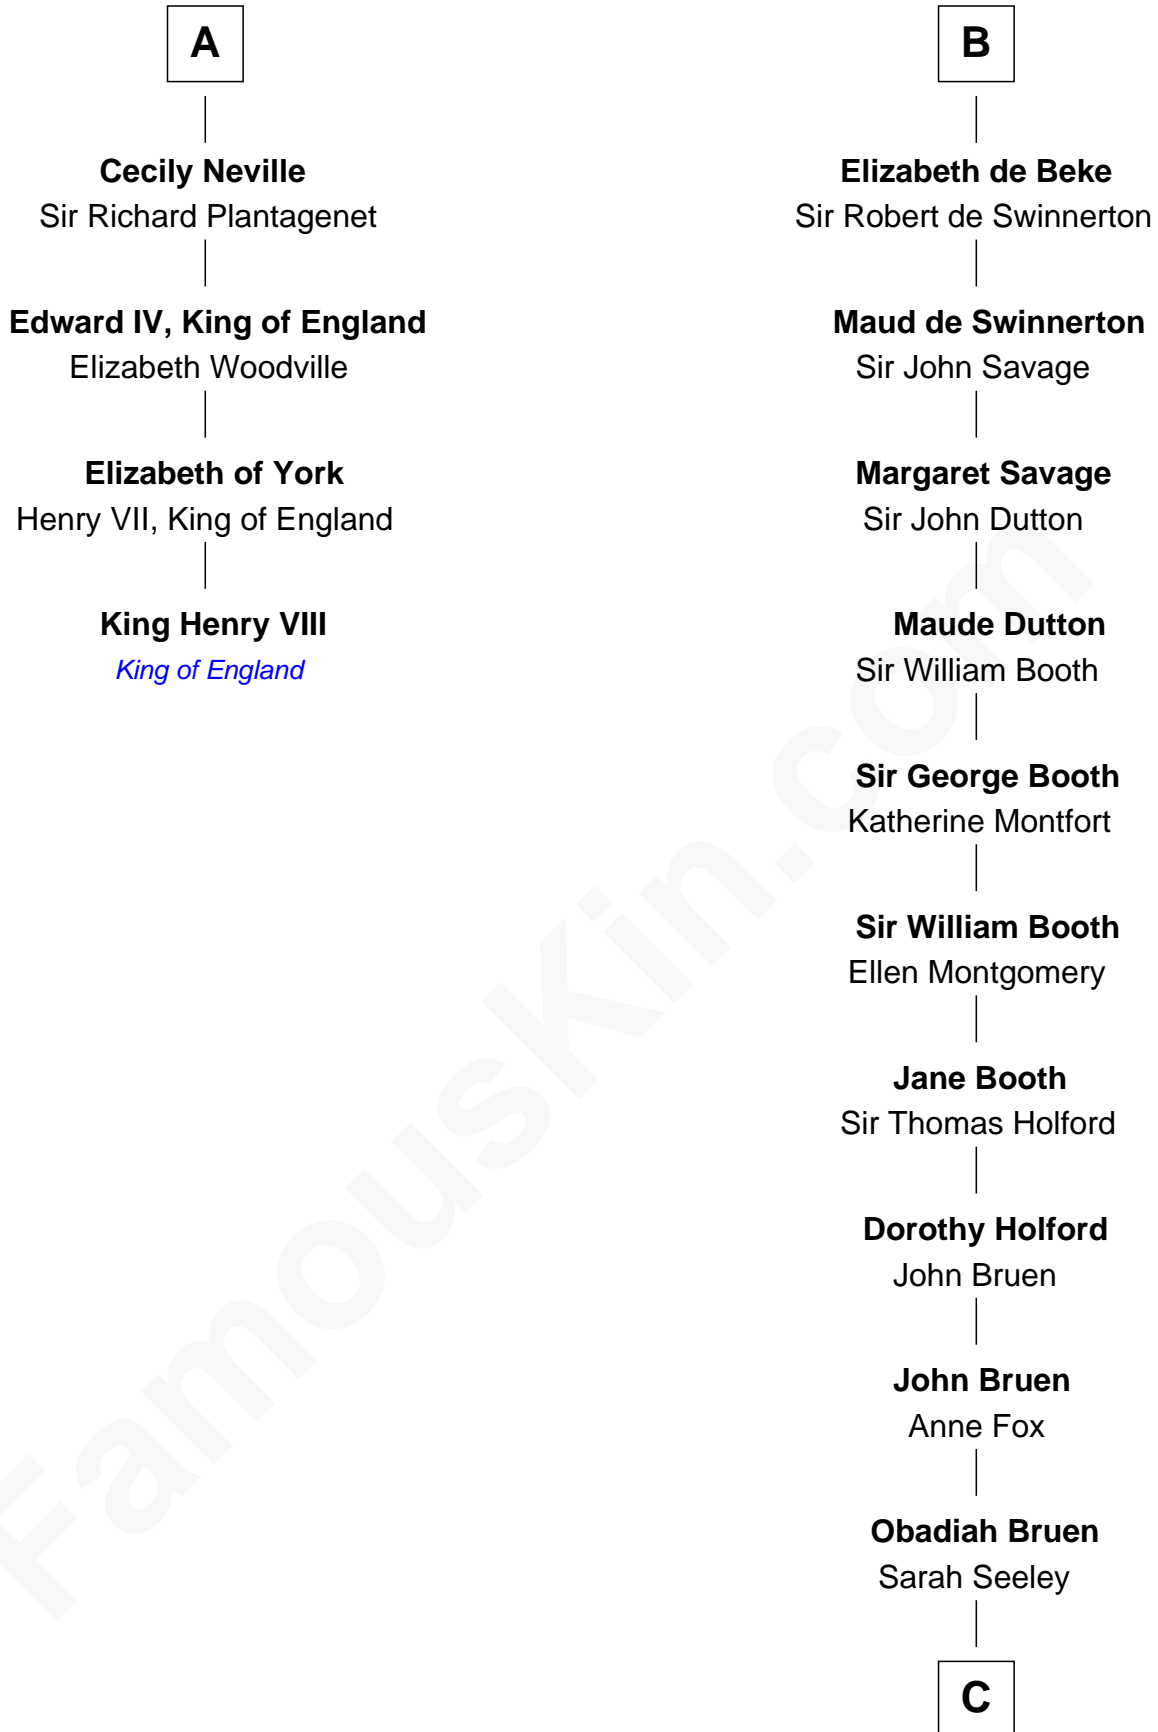 A
Cecily Neville
Sir Richard Plantagenet
Edward IV, King of England
Elizabeth Woodville
Elizabeth of York
Henry VII, King of England
King Henry VIII
King of England
B
Elizabeth de Beke
Sir Robert de Swinnerton
Maud de Swinnerton
Sir John Savage
Margaret Savage
Sir John Dutton
Maude Dutton
Sir William Booth
Sir George Booth
Katherine Montfort
Sir William Booth
Ellen Montgomery
Jane Booth
Sir Thomas Holford
Dorothy Holford
John Bruen
John Bruen
Anne Fox
Obadiah Bruen
Sarah Seeley
C
FamousKin.com